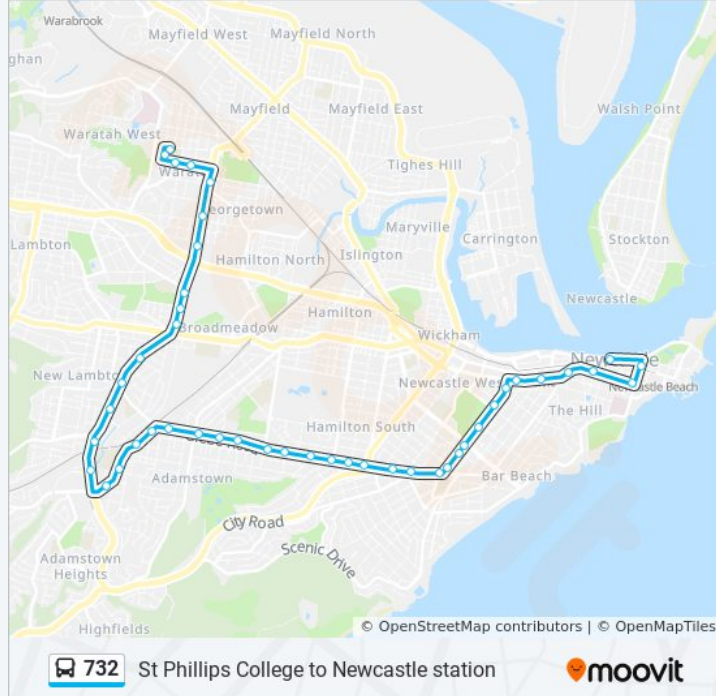 Warabrook
Mayfield West
Mayfield North
ghan
Mayfield
Mayfield East
Walsh Point
Waratah West
Tighes Hill
Georgetown
Maryville
Carrington
Stockton
Lambton
Hamilton North
Islington
Newcastle
Hamilton
Broadmeadow
Wickham
New Lambton
Newcastle West
Newcastle Beach
The Hill
Hamilton South
Adamstown
Bar Beach
City Road
Scenic Drive
Adamstown
Heights
Highfields
© OpenStreetMap contributors | © OpenMapTiles
732 St Phillips College to Newcastle station
moovit